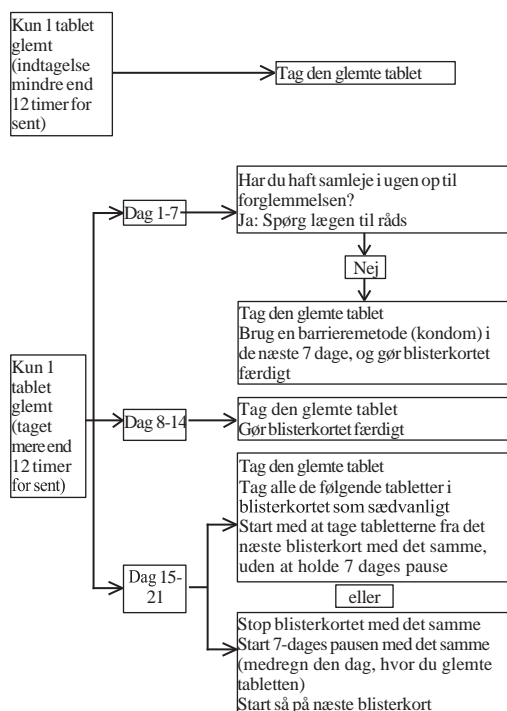 Kun 1 tablet
glemt
(indtagelse
mindre end
12 timer for
sent)
Tag den glemte tablet
Kun 1
tablet
glemt
(taget
mere end
12 timer
for sent)
Dag 1-7
Har du haft samleje i ugen op til
forglemmelsen?
Ja: Spørg lægen til råds
Nej
Tag den glemte tablet
Brug en barrieremetode (kondom) i
de næste 7 dage, og gør blisterkortet
færdigt
Dag 8-14
Tag den glemte tablet
Gør blisterkortet færdigt
Dag 15-
21
Tag den glemte tablet
Tag alle de følgende tabletter i
blisterkortet som sædvanligt
Start med at tage tabletterne fra det
næste blisterkort med det samme,
uden at holde 7 dages pause
eller
Stop blisterkortet med det samme
Start 7-dages pausen med det samme
(medregn den dag, hvor du glemte
tabletten)
Start så på næste blisterkort